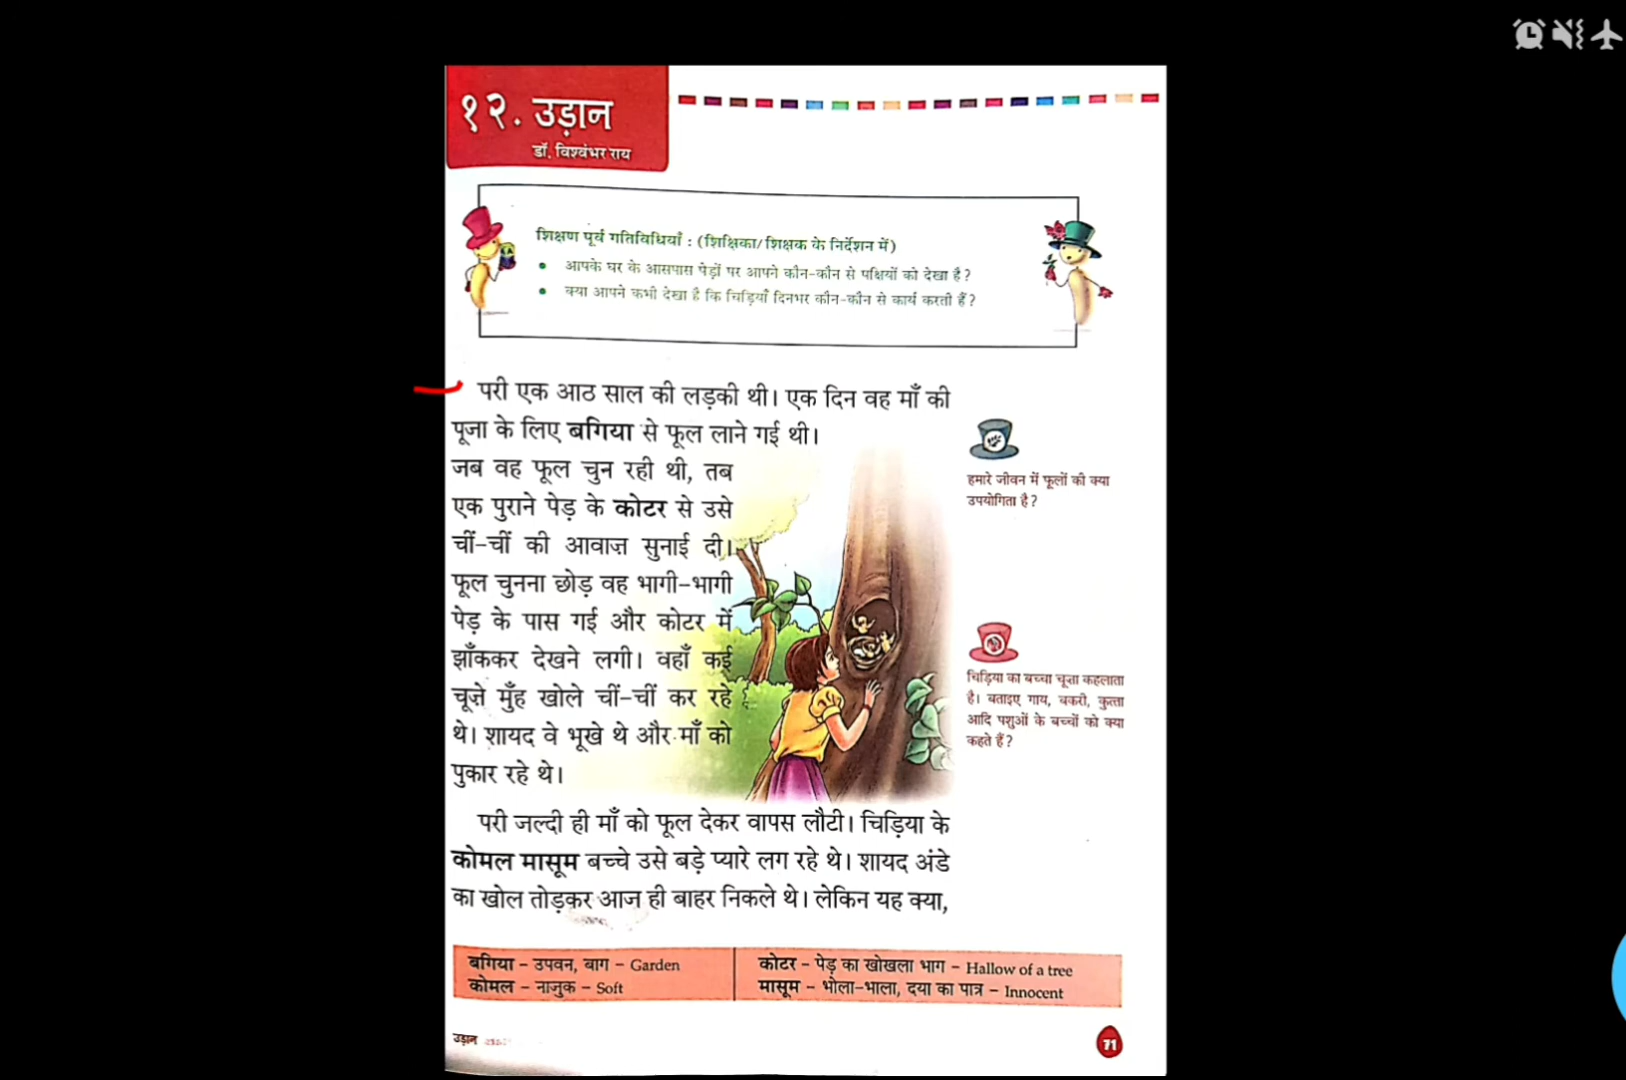 १२. उड़ान
डॉ. विश्वंभर राय
शिक्षण पूर्व गतिविधियाँ : (शिक्षिका/शिक्षक के निर्देशन में)
• आपके घर के आसपास पेड़ों पर आपने कौन-कौन से पक्षियों को देखा है?
• क्या आपने कभी देखा है कि चिड़ियाँ दिनभर कौन-कौन से कार्य करती हैं?
परी एक आठ साल की लड़की थी। एक दिन वह माँ की
पूजा के लिए बगिया से फूल लाने गई थी।
जब वह फूल चुन रही थी, तब
एक पुराने पेड़ के कोटर से उसे
चीं-चीं की आवाज़ सुनाई दी।
फूल चुनना छोड़ वह भागी-भागी
पेड़ के पास गई और कोटर में
झाँककर देखने लगी। वहाँ कई
चूज़े मुँह खोले चीं-चीं कर रहे
थे। शायद वे भूखे थे और माँ को
पुकार रहे थे।
हमारे जीवन में फूलों की क्या
उपयोगिता है?
चिड़िया का बच्चा चूज़ा कहलाता
है। बताइए गाय, बकरी, कुत्ता
आदि पशुओं के बच्चों को क्या
कहते हैं?
परी जल्दी ही माँ को फूल देकर वापस लौटी। चिड़िया के
कोमल मासूम बच्चे उसे बड़े प्यारे लग रहे थे। शायद अंडे
का खोल तोड़कर आज ही बाहर निकले थे। लेकिन यह क्या,
बगिया – उपवन, बाग – Garden
कोमल – नाजुक – Soft
कोटर – पेड़ का खोखला भाग – Hallow of a tree
मासूम – भोला-भाला, दया का पात्र – Innocent
उड़ान
71